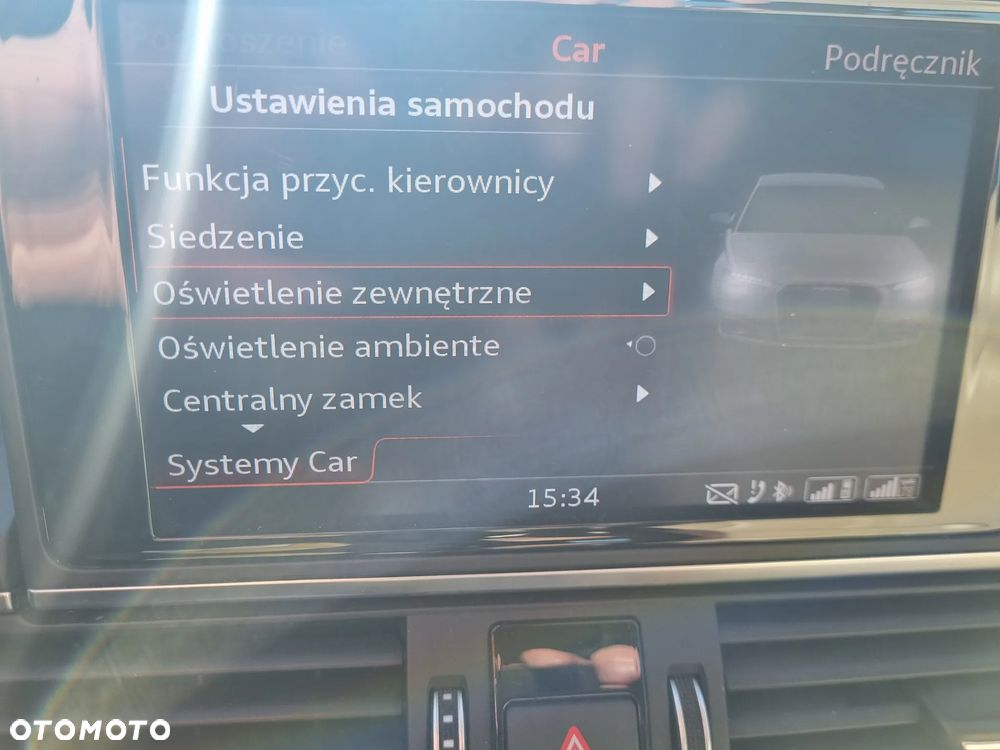 Car
Podręcznik
Ustawienia samochodu
Funkcja przyc. kierownicy
Siedzenie
Oświetlenie zewnętrzne
Oświetlenie ambiente
Centralny zamek
Systemy Car
15:34
OTOMOTO